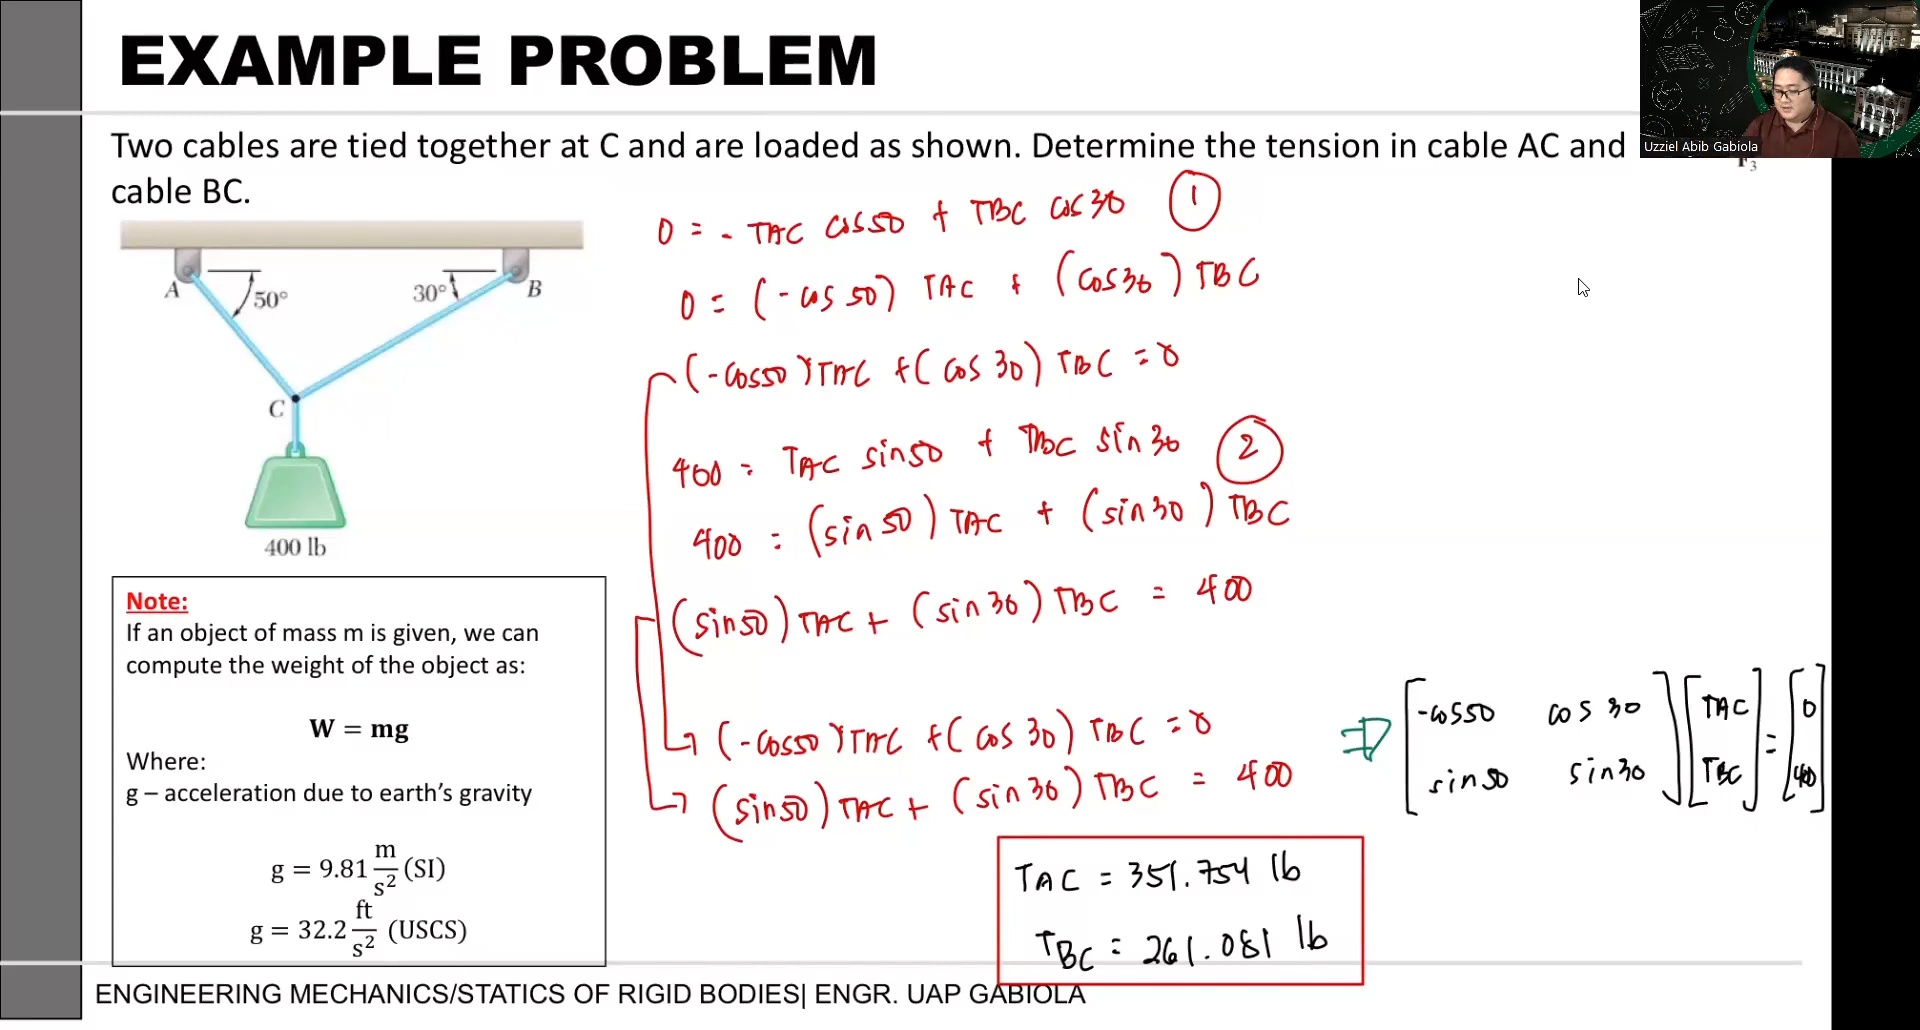 EXAMPLE PROBLEM
Uzziel Abib Gabiola
F₃
Two cables are tied together at C and are loaded as shown. Determine the tension in cable AC and
cable BC.
A
50°
30°
B
C
400 lb
Note:
If an object of mass m is given, we can
compute the weight of the object as:
W = mg
Where:
g – acceleration due to earth's gravity
g = 9.81 m/s² (SI)
g = 32.2 ft/s² (USCS)
0 = - TAC cos50 + TBC cos30 ①
0 = (-cos 50) TAC + (cos30) TBC
(-cos50) TAC + (cos 30) TBC = 0
400 = TAC sin50 + TBC sin30 ②
400 = (sin 50) TAC + (sin 30) TBC
(sin50) TAC + (sin 30) TBC = 400
(-cos50) TAC + (cos 30) TBC = 0
(sin50) TAC + (sin 30) TBC = 400
⇒ [-cos50 cos 30] [TAC] = [0]
[sin50 sin30] [TBC] [400]
TAC = 351.754 lb
TBC = 261.081 lb
ENGINEERING MECHANICS/STATICS OF RIGID BODIES| ENGR. UAP GABIOLA